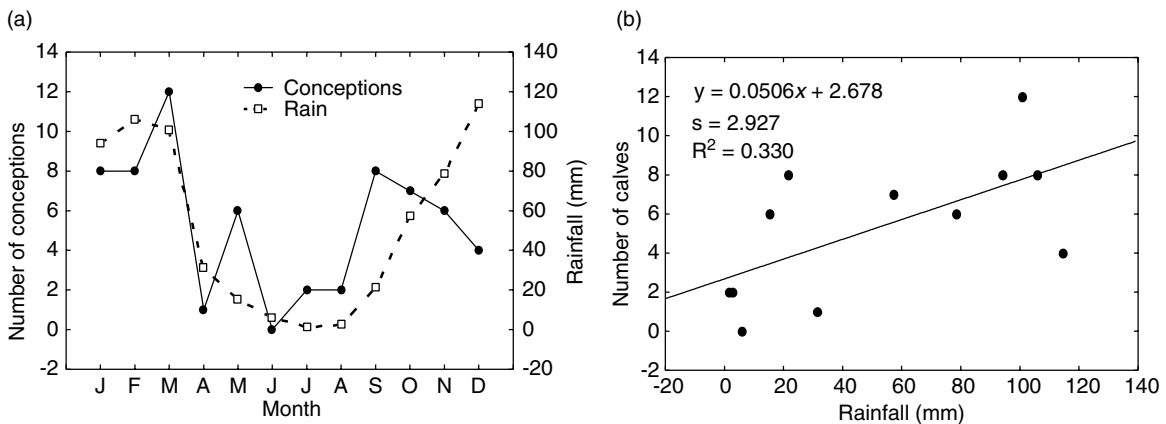 (a)
14
12
10
8
6
4
2
0
-2
Number of conceptions
140
120
100
80
60
40
20
0
-20
Rainfall (mm)
Conceptions
Rain
J F M A M J J A S O N D
Month
(b)
14
12
10
8
6
4
2
0
-2
Number of calves
y = 0.0506x + 2.678
s = 2.927
R² = 0.330
-20 0 20 40 60 80 100 120 140
Rainfall (mm)